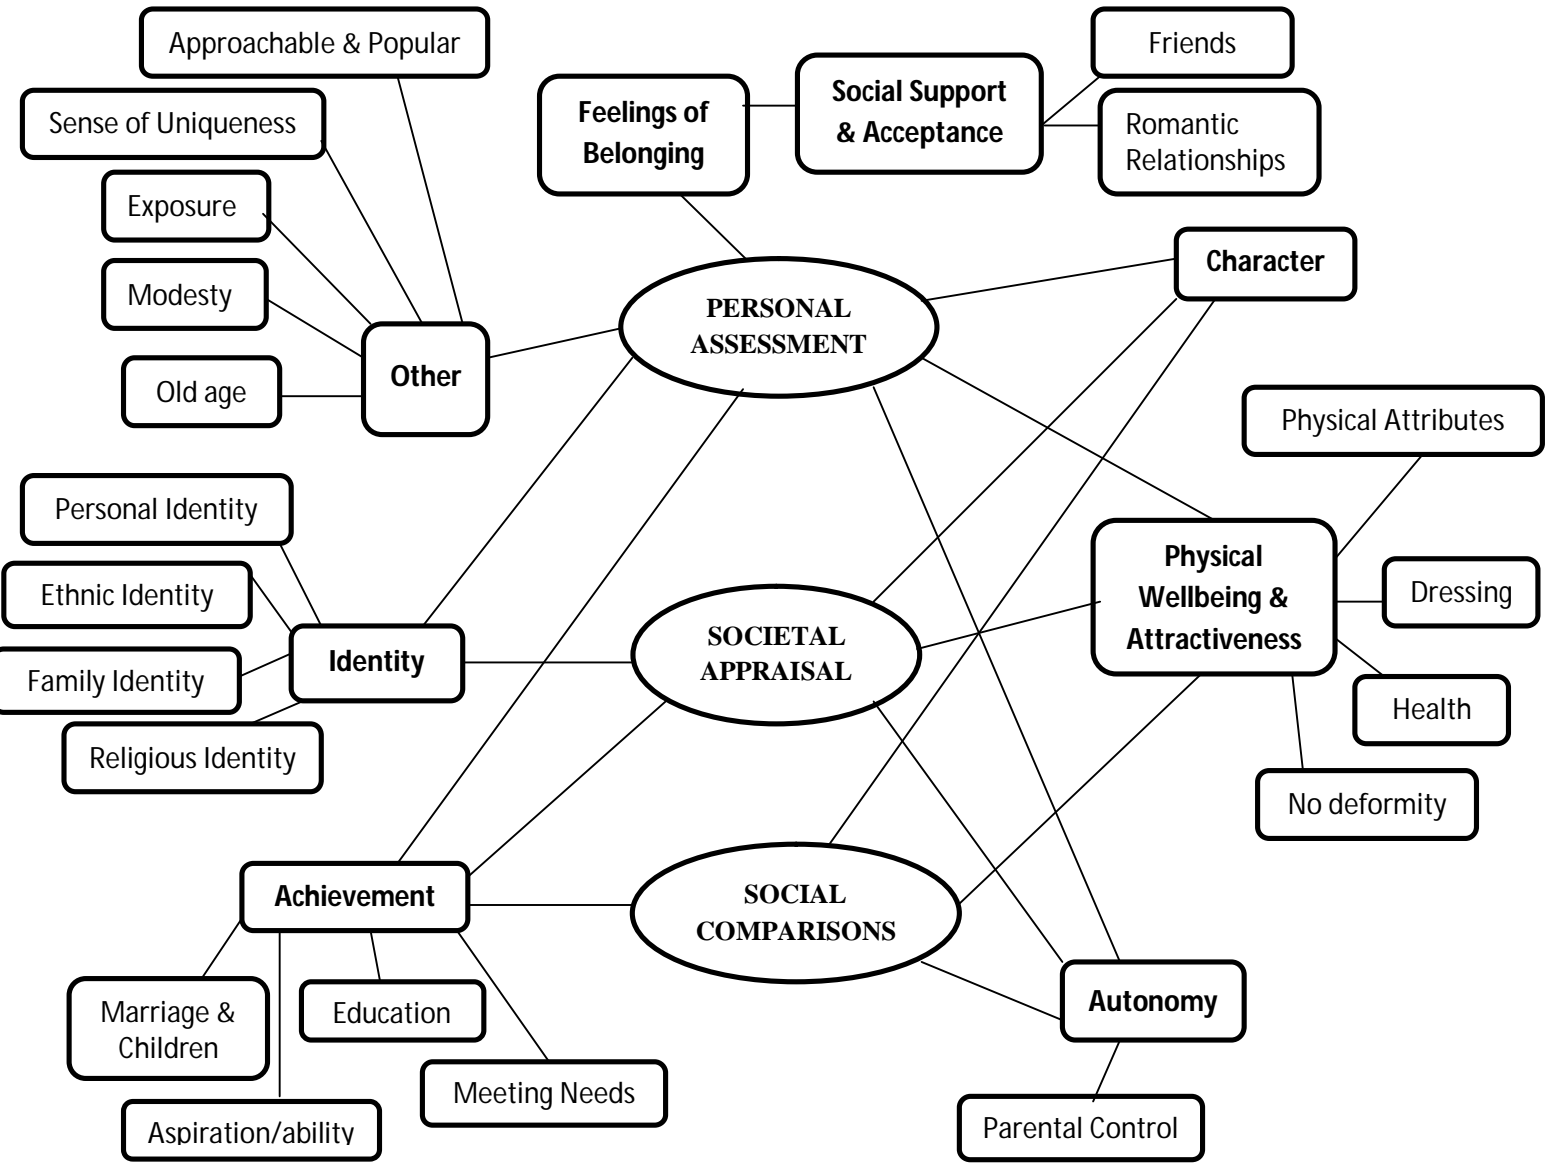 Approachable & Popular
Friends
Social Support
& Acceptance
Feelings of
Belonging
Sense of Uniqueness
Romantic
Relationships
Exposure
Character
Modesty
PERSONAL
ASSESSMENT
Other
Old age
Physical Attributes
Personal Identity
Physical
Wellbeing &
Attractiveness
Ethnic Identity
Dressing
SOCIETAL
APPRAISAL
Identity
Family Identity
Health
Religious Identity
No deformity
Achievement
SOCIAL
COMPARISONS
Marriage &
Children
Education
Autonomy
Meeting Needs
Aspiration/ability
Parental Control